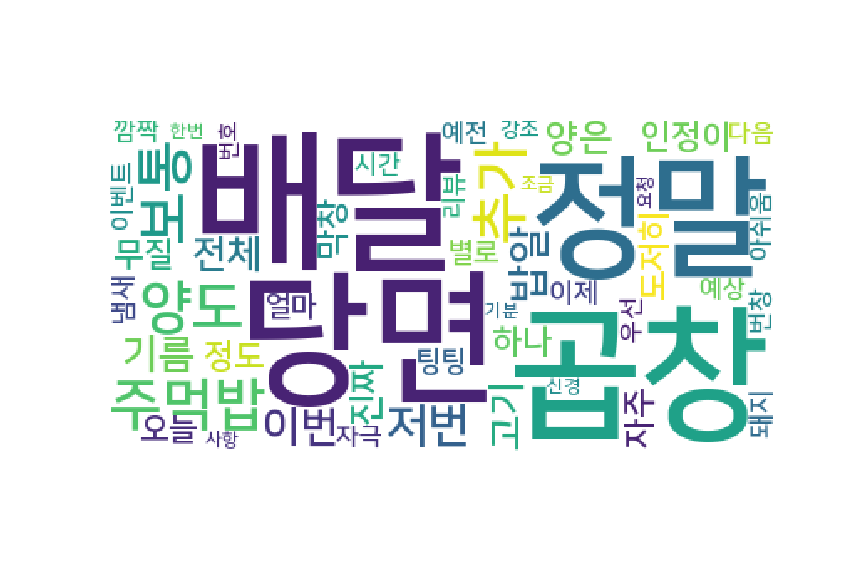 깜짝
한번
번호
예전
강조
양은
인정이
다음
이벤트
보통
배달
시간
리뷰
추가
조금
정말
요청
아쉬움
무질
전체
막창
별로
밥알
도저히
냄새
양도
얼마
당면
기분
이제
우선
예상
번창
기름
정도
팅팅
하나
곱창
주먹밥
진짜
신경
고기
자주
돼지
오늘
사항
이번
자극
저번